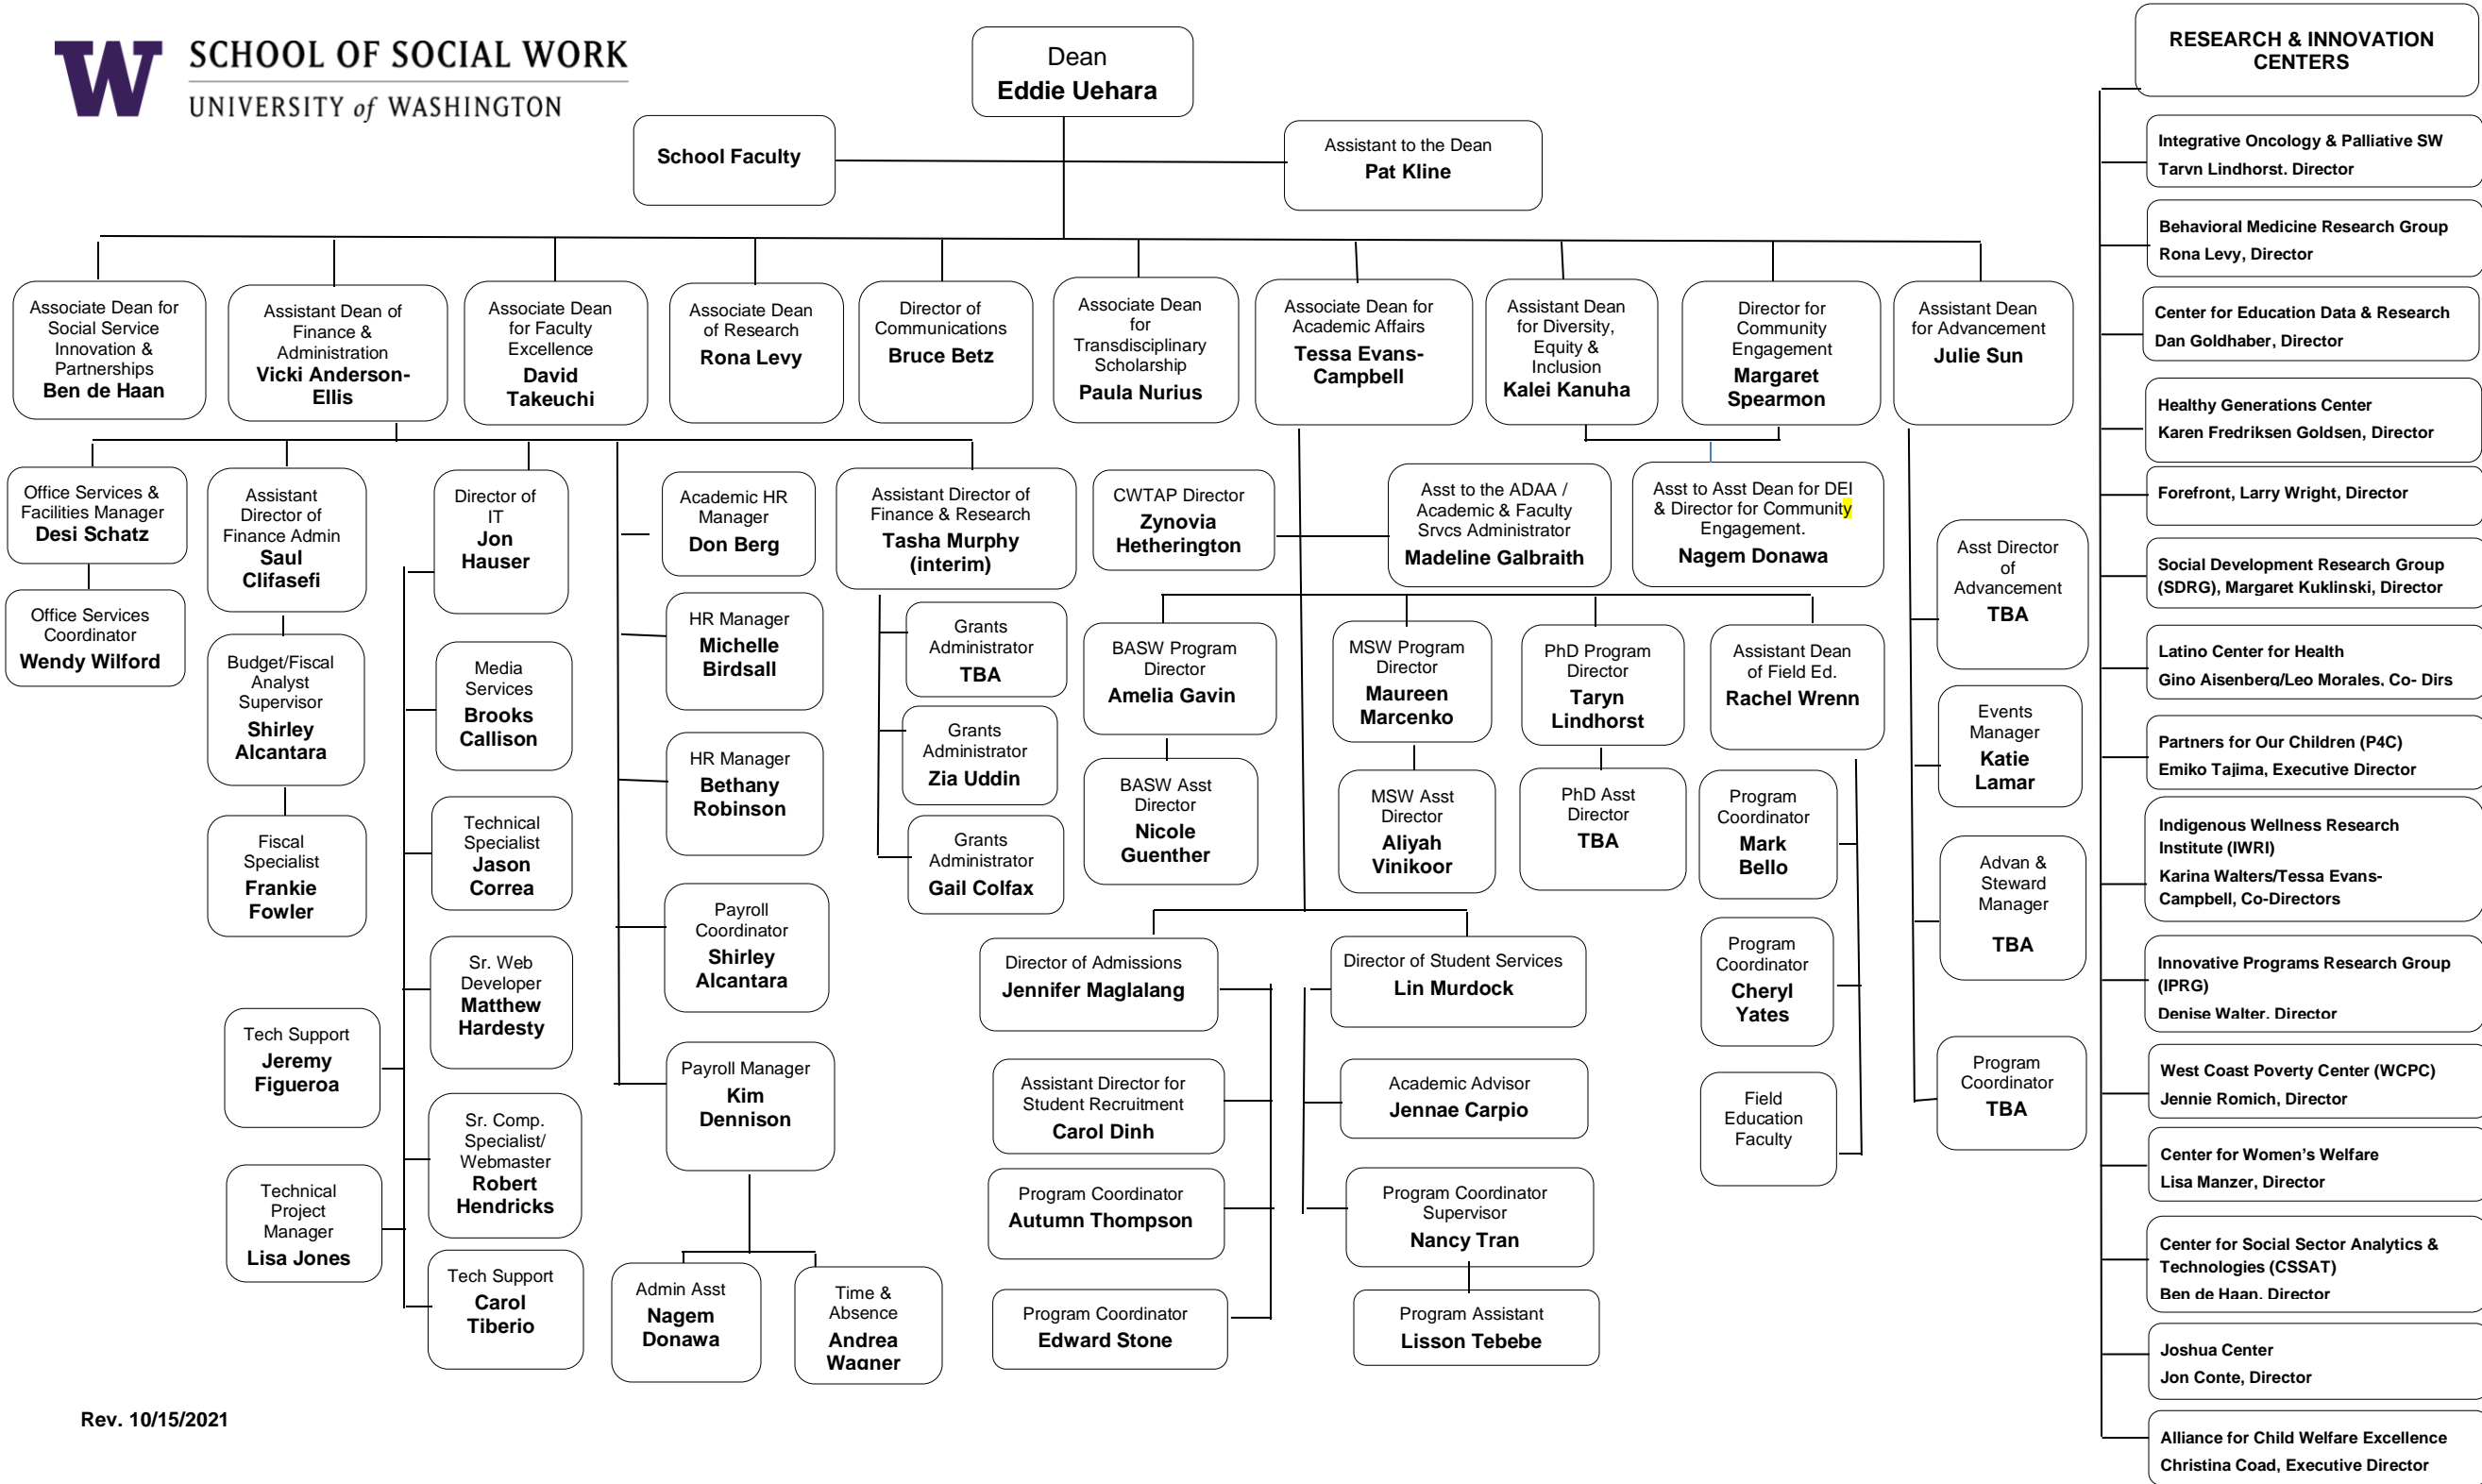 W
SCHOOL OF SOCIAL WORK
UNIVERSITY of WASHINGTON
Dean
Eddie Uehara
School Faculty
Assistant to the Dean
Pat Kline
Associate Dean for
Social Service
Innovation &
Partnerships
Ben de Haan
Assistant Dean of
Finance &
Administration
Vicki Anderson-
Ellis
Associate Dean
for Faculty
Excellence
David
Takeuchi
Associate Dean
of Research
Rona Levy
Director of
Communications
Bruce Betz
Associate Dean
for
Transdisciplinary
Scholarship
Paula Nurius
Associate Dean for
Academic Affairs
Tessa Evans-
Campbell
Assistant Dean
for Diversity,
Equity &
Inclusion
Kalei Kanuha
Director for
Community
Engagement
Margaret
Spearmon
Assistant Dean
for Advancement
Julie Sun
Office Services &
Facilities Manager
Desi Schatz
Office Services
Coordinator
Wendy Wilford
Assistant
Director of
Finance Admin
Saul
Clifasefi
Budget/Fiscal
Analyst
Supervisor
Shirley
Alcantara
Fiscal
Specialist
Frankie
Fowler
Director of
IT
Jon
Hauser
Media
Services
Brooks
Callison
Technical
Specialist
Jason
Correa
Sr. Web
Developer
Matthew
Hardesty
Tech Support
Jeremy
Figueroa
Sr. Comp.
Specialist/
Webmaster
Robert
Hendricks
Technical
Project
Manager
Lisa Jones
Tech Support
Carol
Tiberio
Academic HR
Manager
Don Berg
HR Manager
Michelle
Birdsall
HR Manager
Bethany
Robinson
Payroll
Coordinator
Shirley
Alcantara
Payroll Manager
Kim
Dennison
Admin Asst
Nagem
Donawa
Time &
Absence
Andrea
Wagner
Assistant Director of
Finance & Research
Tasha Murphy
(interim)
Grants
Administrator
TBA
Grants
Administrator
Zia Uddin
Grants
Administrator
Gail Colfax
CWTAP Director
Zynovia
Hetherington
Asst to the ADAA /
Academic & Faculty
Srvcs Administrator
Madeline Galbraith
Asst to Asst Dean for DEI
& Director for Community
Engagement.
Nagem Donawa
BASW Program
Director
Amelia Gavin
BASW Asst
Director
Nicole
Guenther
MSW Program
Director
Maureen
Marcenko
MSW Asst
Director
Aliyah
Vinikoor
PhD Program
Director
Taryn
Lindhorst
PhD Asst
Director
TBA
Assistant Dean
of Field Ed.
Rachel Wrenn
Program
Coordinator
Mark
Bello
Program
Coordinator
Cheryl
Yates
Field
Education
Faculty
Director of Admissions
Jennifer Maglalang
Assistant Director for
Student Recruitment
Carol Dinh
Program Coordinator
Autumn Thompson
Program Coordinator
Edward Stone
Director of Student Services
Lin Murdock
Academic Advisor
Jennae Carpio
Program Coordinator
Supervisor
Nancy Tran
Program Assistant
Lisson Tebebe
Asst Director
of
Advancement
TBA
Events
Manager
Katie
Lamar
Advan &
Steward
Manager
TBA
Program
Coordinator
TBA
RESEARCH & INNOVATION
CENTERS
Integrative Oncology & Palliative SW
Taryn Lindhorst. Director
Behavioral Medicine Research Group
Rona Levy, Director
Center for Education Data & Research
Dan Goldhaber, Director
Healthy Generations Center
Karen Fredriksen Goldsen, Director
Forefront, Larry Wright, Director
Social Development Research Group
(SDRG), Margaret Kuklinski, Director
Latino Center for Health
Gino Aisenberg/Leo Morales, Co- Dirs
Partners for Our Children (P4C)
Emiko Tajima, Executive Director
Indigenous Wellness Research
Institute (IWRI)
Karina Walters/Tessa Evans-
Campbell, Co-Directors
Innovative Programs Research Group
(IPRG)
Denise Walter. Director
West Coast Poverty Center (WCPC)
Jennie Romich, Director
Center for Women's Welfare
Lisa Manzer, Director
Center for Social Sector Analytics &
Technologies (CSSAT)
Ben de Haan. Director
Joshua Center
Jon Conte, Director
Alliance for Child Welfare Excellence
Christina Coad, Executive Director
Rev. 10/15/2021